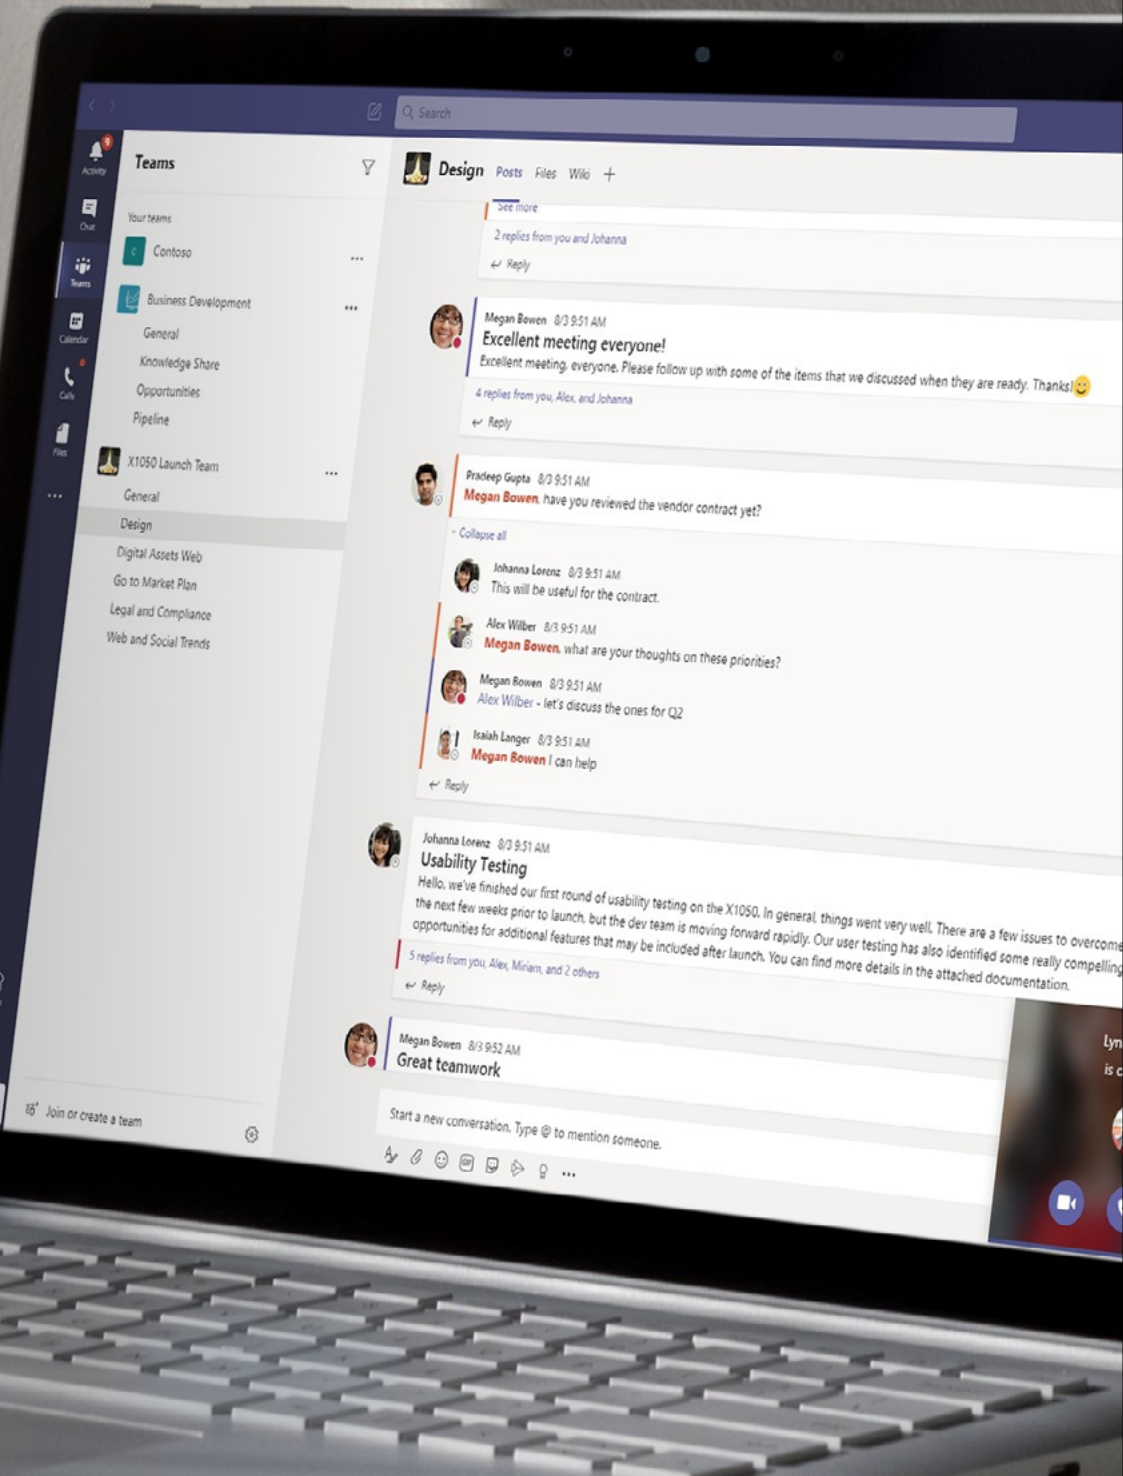 Search
9
Activity
Chat
Teams
Calendar
Calls
Files
Teams
Your teams
C
Contoso
Business Development
General
Knowledge Share
Opportunities
Pipeline
X1050 Launch Team
General
Design
Digital Assets Web
Go to Market Plan
Legal and Compliance
Web and Social Trends
Join or create a team
Design Posts Files Wiki +
See more
2 replies from you and Johanna
Reply
Megan Bowen 8/3 9:51 AM
Excellent meeting everyone!
Excellent meeting, everyone. Please follow up with some of the items that we discussed when they are ready. Thanks!
4 replies from you, Alex, and Johanna
Reply
Pradeep Gupta 8/3 9:51 AM
Megan Bowen, have you reviewed the vendor contract yet?
Collapse all
Johanna Lorenz 8/3 9:51 AM
This will be useful for the contract.
Alex Wilber 8/3 9:51 AM
Megan Bowen, what are your thoughts on these priorities?
Megan Bowen 8/3 9:51 AM
Alex Wilber - let's discuss the ones for Q2
Isaiah Langer 8/3 9:51 AM
Megan Bowen I can help
Reply
Johanna Lorenz 8/3 9:51 AM
Usability Testing
Hello, we've finished our first round of usability testing on the X1050. In general, things went very well. There are a few issues to overcome
the next few weeks prior to launch, but the dev team is moving forward rapidly. Our user testing has also identified some really compelling
opportunities for additional features that may be included after launch. You can find more details in the attached documentation.
5 replies from you, Alex, Miriam, and 2 others
Reply
Megan Bowen 8/3 9:52 AM
Great teamwork
Start a new conversation. Type @ to mention someone.
GIF
Lyn
is c